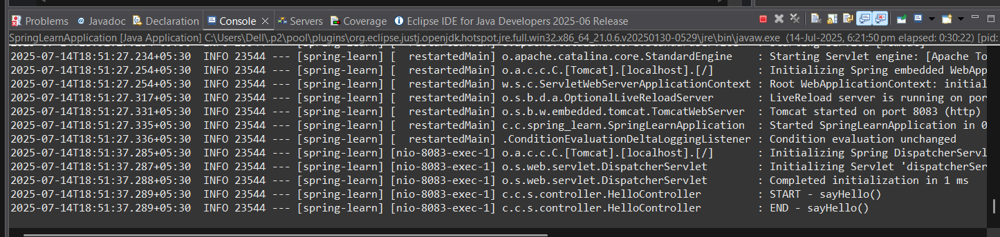 Problems Javadoc Declaration Console Servers Coverage Eclipse IDE for Java Developers 2025-06 Release
SpringLearnApplication [Java Application] C:\Users\Dell\.p2\pool\plugins\org.eclipse.justj.openjdk.hotspot.jre.full.win32.x86_64_21.0.6.v20250130-0529\jre\bin\javaw.exe (14-Jul-2025, 6:21:50 pm elapsed: 0:30:22) [pid:
2025-07-14T18:51:27.234+05:30 INFO 23544 --- [spring-learn] [ restartedMain] o.apache.catalina.core.StandardEngine : Starting Servlet engine: [Apache To
2025-07-14T18:51:27.254+05:30 INFO 23544 --- [spring-learn] [ restartedMain] o.a.c.c.C.[Tomcat].[localhost].[/] : Initializing Spring embedded WebApp
2025-07-14T18:51:27.254+05:30 INFO 23544 --- [spring-learn] [ restartedMain] w.s.c.ServletWebServerApplicationContext : Root WebApplicationContext: initial
2025-07-14T18:51:27.317+05:30 INFO 23544 --- [spring-learn] [ restartedMain] o.s.b.d.a.OptionalLiveReloadServer : LiveReload server is running on por
2025-07-14T18:51:27.331+05:30 INFO 23544 --- [spring-learn] [ restartedMain] o.s.b.w.embedded.tomcat.TomcatWebServer : Tomcat started on port 8083 (http)
2025-07-14T18:51:27.335+05:30 INFO 23544 --- [spring-learn] [ restartedMain] c.c.spring_learn.SpringLearnApplication : Started SpringLearnApplication in 0
2025-07-14T18:51:27.336+05:30 INFO 23544 --- [spring-learn] [ restartedMain] .ConditionEvaluationDeltaLoggingListener : Condition evaluation unchanged
2025-07-14T18:51:37.285+05:30 INFO 23544 --- [spring-learn] [nio-8083-exec-1] o.a.c.c.C.[Tomcat].[localhost].[/] : Initializing Spring DispatcherServl
2025-07-14T18:51:37.287+05:30 INFO 23544 --- [spring-learn] [nio-8083-exec-1] o.s.web.servlet.DispatcherServlet : Initializing Servlet 'dispatcherSer
2025-07-14T18:51:37.288+05:30 INFO 23544 --- [spring-learn] [nio-8083-exec-1] o.s.web.servlet.DispatcherServlet : Completed initialization in 1 ms
2025-07-14T18:51:37.289+05:30 INFO 23544 --- [spring-learn] [nio-8083-exec-1] c.c.s.controller.HelloController : START - sayHello()
2025-07-14T18:51:37.289+05:30 INFO 23544 --- [spring-learn] [nio-8083-exec-1] c.c.s.controller.HelloController : END - sayHello()